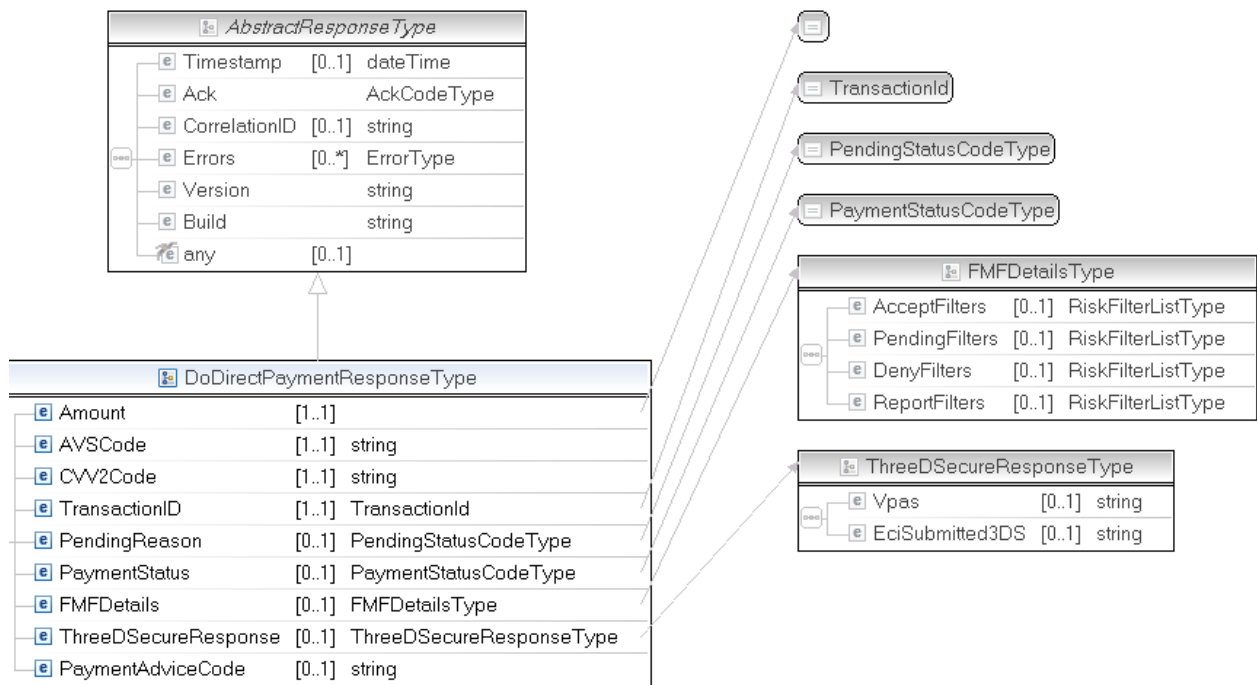 AbstractResponseType
Timestamp [0..1] dateTime
Ack AckCodeType
CorrelationID [0..1] string
Errors [0..*] ErrorType
Version string
Build string
any [0..1]
DoDirectPaymentResponseType
Amount [1..1]
AVSCode [1..1] string
CVV2Code [1..1] string
TransactionID [1..1] TransactionId
PendingReason [0..1] PendingStatusCodeType
PaymentStatus [0..1] PaymentStatusCodeType
FMFDetails [0..1] FMFDetailsType
ThreeDSecureResponse [0..1] ThreeDSecureResponseType
PaymentAdviceCode [0..1] string
TransactionId
PendingStatusCodeType
PaymentStatusCodeType
FMFDetailsType
AcceptFilters [0..1] RiskFilterListType
PendingFilters [0..1] RiskFilterListType
DenyFilters [0..1] RiskFilterListType
ReportFilters [0..1] RiskFilterListType
ThreeDSecureResponseType
Vpas [0..1] string
EciSubmitted3DS [0..1] string